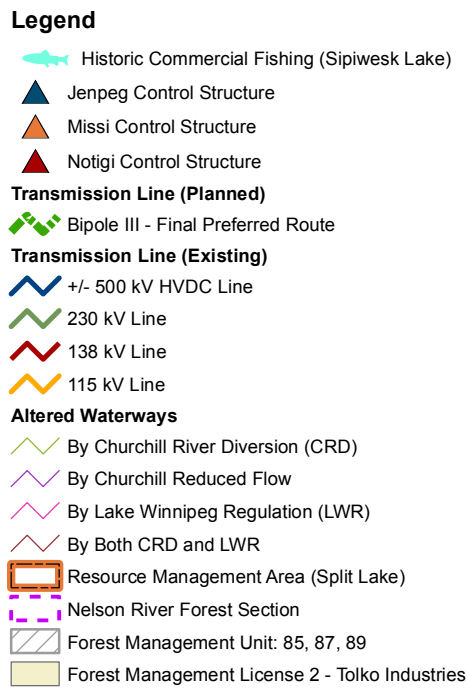 Legend
Historic Commercial Fishing (Sipiwesk Lake)
Jenpeg Control Structure
Missi Control Structure
Notigi Control Structure
Transmission Line (Planned)
Bipole III - Final Preferred Route
Transmission Line (Existing)
+/- 500 kV HVDC Line
230 kV Line
138 kV Line
115 kV Line
Altered Waterways
By Churchill River Diversion (CRD)
By Churchill Reduced Flow
By Lake Winnipeg Regulation (LWR)
By Both CRD and LWR
Resource Management Area (Split Lake)
Nelson River Forest Section
Forest Management Unit: 85, 87, 89
Forest Management License 2 - Tolko Industries